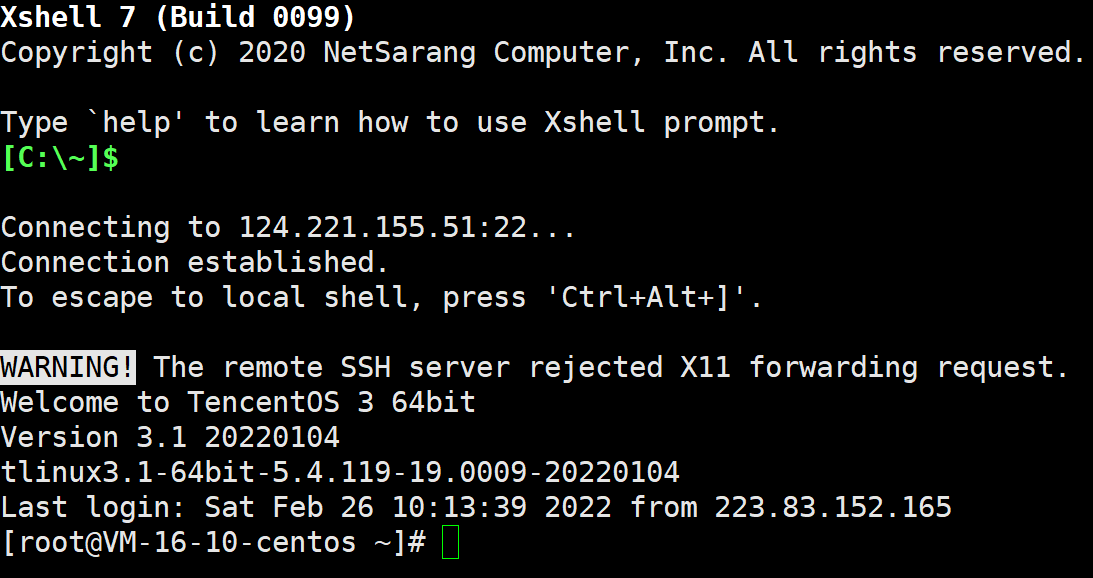 Xshell 7 (Build 0099)
Copyright (c) 2020 NetSarang Computer, Inc. All rights reserved.
Type `help' to learn how to use Xshell prompt.
[C:\~]$
Connecting to 124.221.155.51:22...
Connection established.
To escape to local shell, press 'Ctrl+Alt+]'.
WARNING! The remote SSH server rejected X11 forwarding request.
Welcome to TencentOS 3 64bit
Version 3.1 20220104
tlinux3.1-64bit-5.4.119-19.0009-20220104
Last login: Sat Feb 26 10:13:39 2022 from 223.83.152.165
[root@VM-16-10-centos ~]#